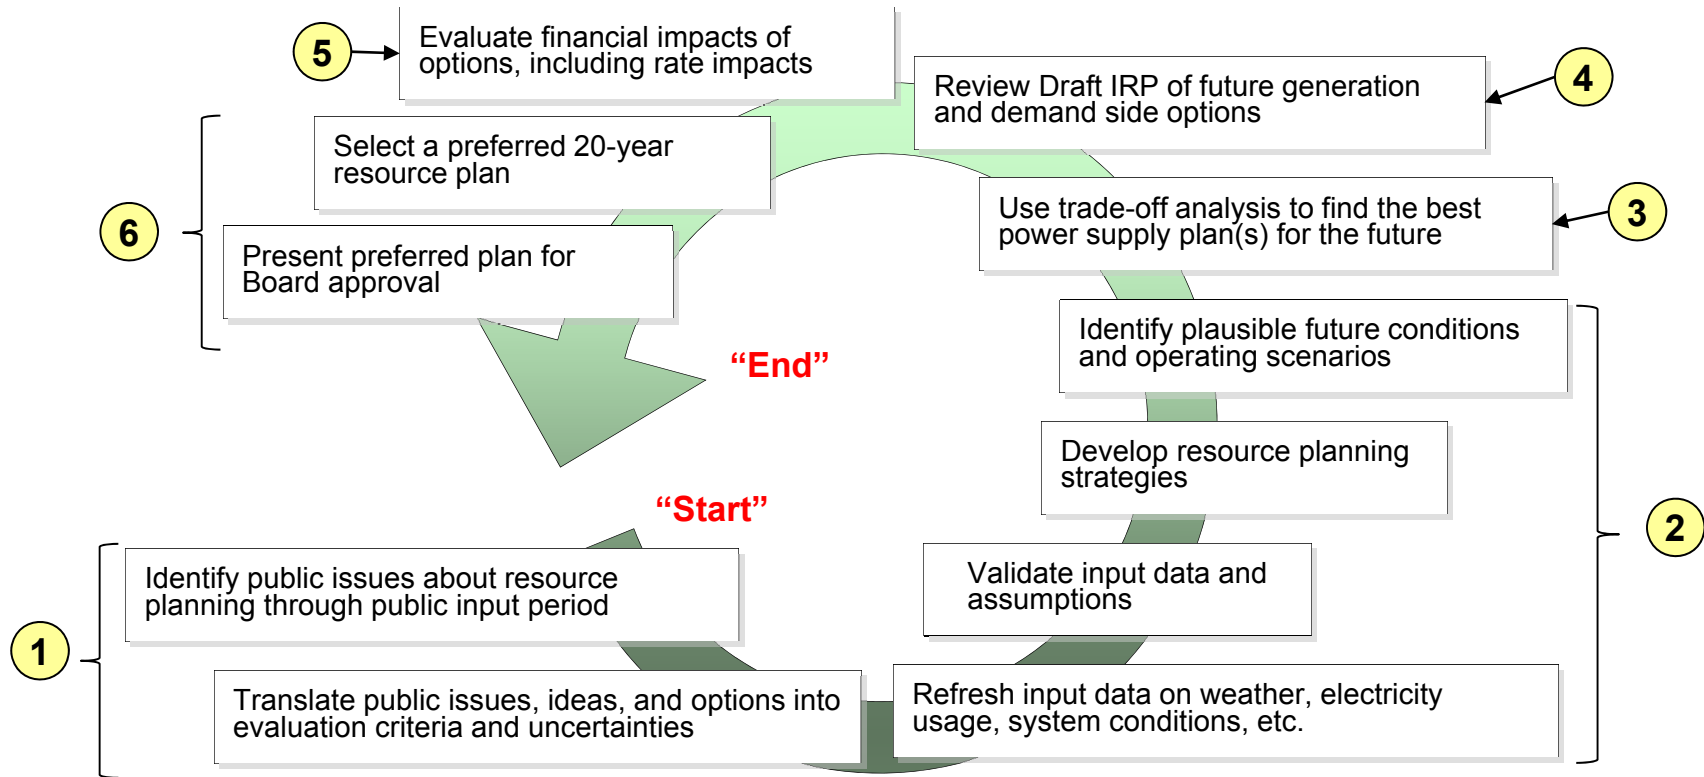 5
Evaluate financial impacts of
options, including rate impacts
4
Review Draft IRP of future generation
and demand side options
Select a preferred 20-year
resource plan
3
Use trade-off analysis to find the best
power supply plan(s) for the future
6
Present preferred plan for
Board approval
Identify plausible future conditions
and operating scenarios
“End”
Develop resource planning
strategies
“Start”
2
Identify public issues about resource
planning through public input period
Validate input data and
assumptions
1
Translate public issues, ideas, and options into
evaluation criteria and uncertainties
Refresh input data on weather, electricity
usage, system conditions, etc.